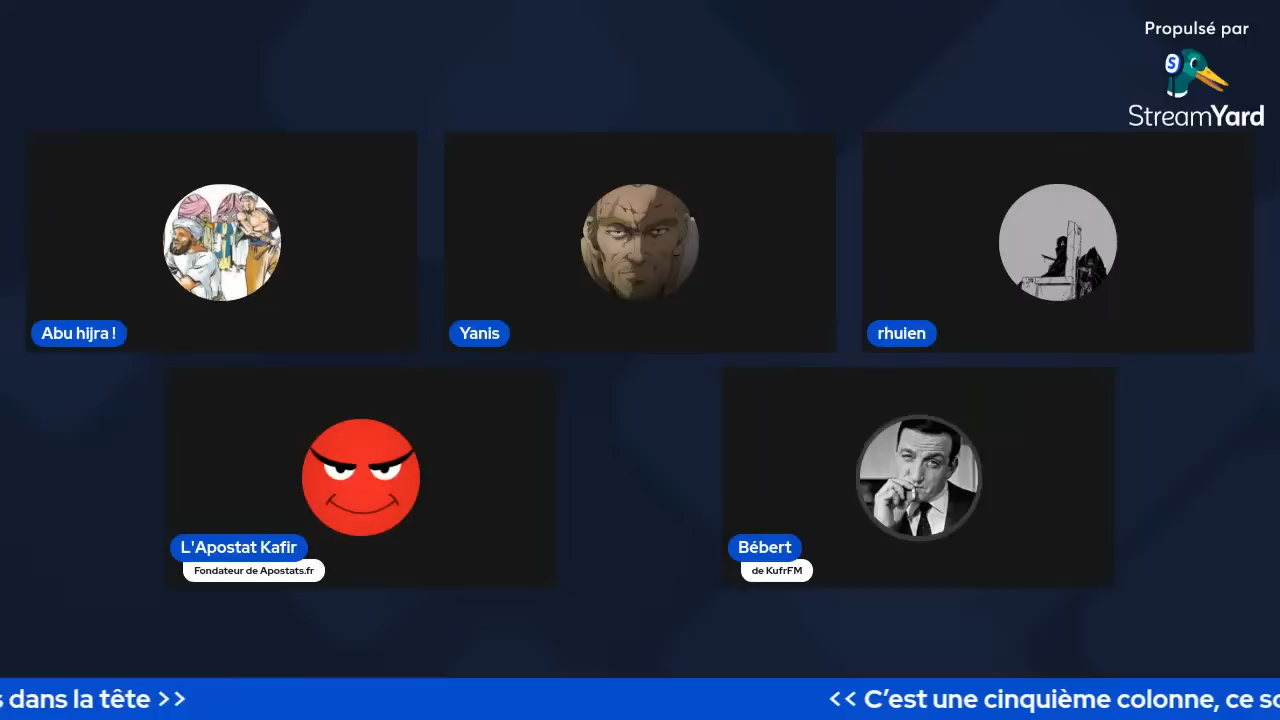 Propulsé par
StreamYard
Abu hijra !
Yanis
rhuien
L'Apostat Kafir
Fondateur de Apostats.fr
Bébert
de KufrFM
dans la tête >>
<< C’est une cinquième colonne, ce